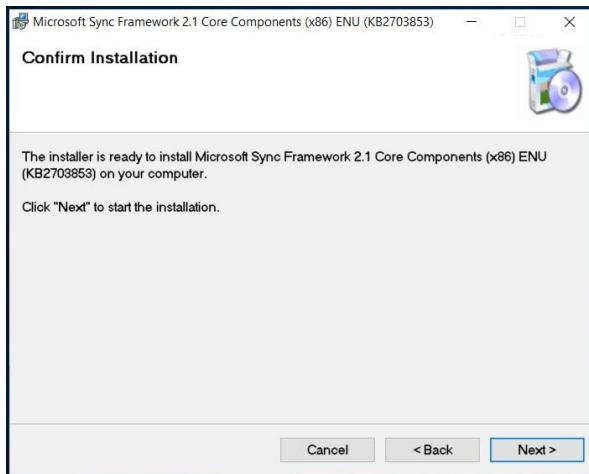 Microsoft Sync Framework 2.1 Core Components (x86) ENU (KB2703853)
Confirm Installation
The installer is ready to install Microsoft Sync Framework 2.1 Core Components (x86) ENU
(KB2703853) on your computer.
Click "Next" to start the installation.
Cancel
< Back
Next >